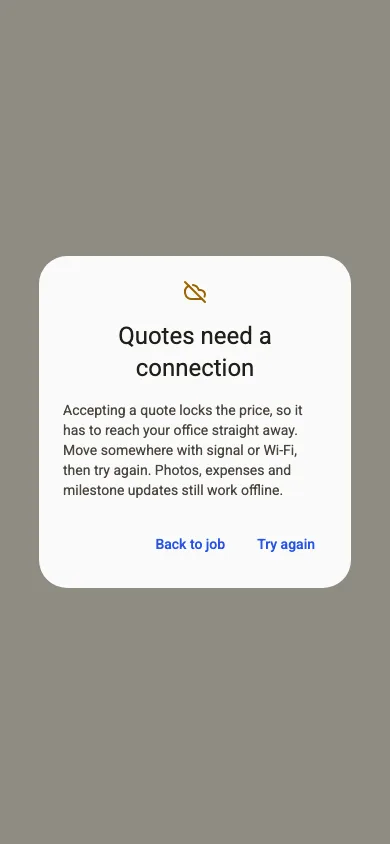 Quotes need a
connection
Accepting a quote locks the price, so it
has to reach your office straight away.
Move somewhere with signal or Wi-Fi,
then try again. Photos, expenses and
milestone updates still work offline.
Back to job Try again